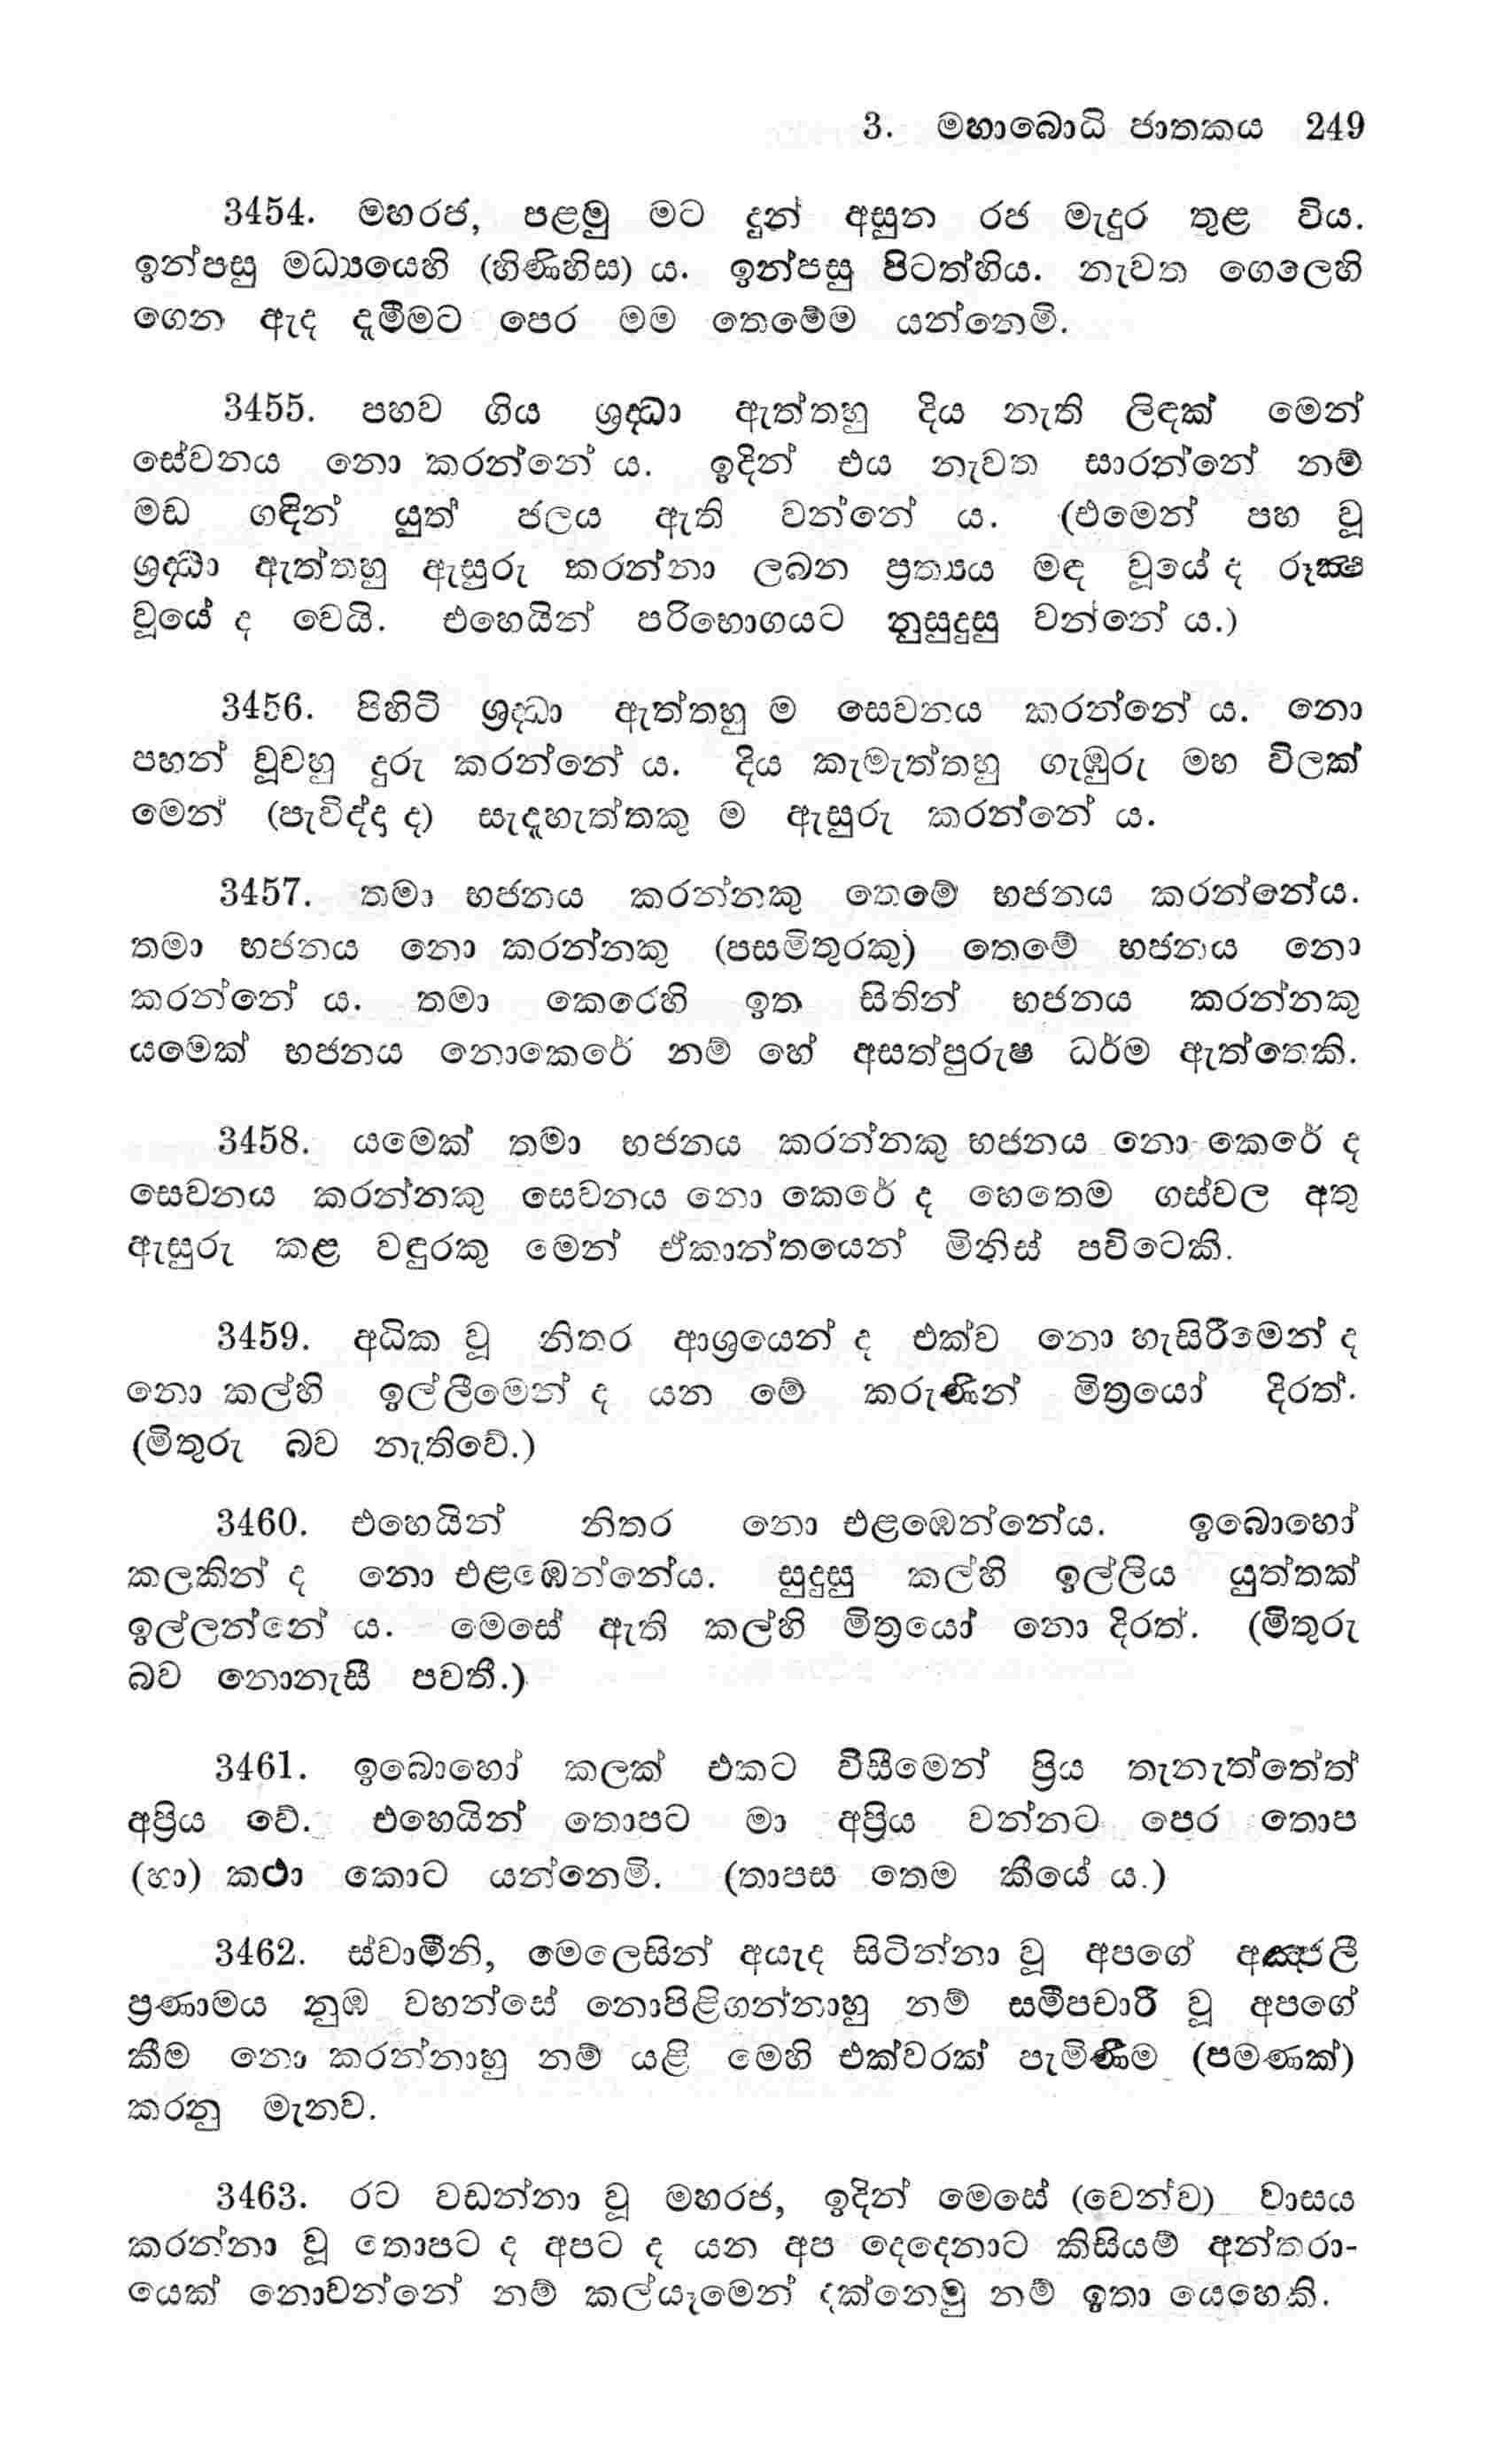 3. මහාබොධි ජාතකය 249
3454. මහරජ, පළමු මට දුන් අසුන රජ මැදුර තුළ විය.
ඉන්පසු මධ්‍යයෙහි (හිණිහිස) ය. ඉන්පසු පිටත්හිය. නැවත ගෙලෙහි
ගෙන ඇද දැමීමට පෙර මම තෙමේම යන්නෙමි.
3455. පහව ගිය ශ්‍රද්ධා ඇත්තහු දිය නැති ලිඳක් මෙන්
සේවනය නො කරන්නේ ය. ඉදින් එය නැවත සාරන්නේ නම්
මඩ ගඳින් යුත් ජලය ඇති වන්නේ ය. (එමෙන් පහ වූ
ශ්‍රද්ධා ඇත්තහු ඇසුරු කරන්නා ලබන ප්‍රත්‍යය මඳ වූයේ ද රූක්‍ෂ
වූයේ ද වෙයි. එහෙයින් පරිභොගයට නුසුදුසු වන්නේ ය.)
3456. පිහිටි ශ්‍රද්ධා ඇත්තහු ම සෙවනය කරන්නේ ය. නො
පහන් වූවහු දුරු කරන්නේ ය. දිය කැමැත්තහු ගැඹුරු මහ විලක්
මෙන් (පැවිද්දා ද) සැදැහැත්තකු ම ඇසුරු කරන්නේ ය.
3457. තමා භජනය කරන්නකු තෙමේ භජනය කරන්නේය.
තමා භජනය නො කරන්නකු (පසමිතුරකු) තෙමේ භජනය නො
කරන්නේ ය. තමා කෙරෙහි ඉත සිතින් භජනය කරන්නකු
යමෙක් භජනය නොකෙරේ නම් හේ අසත්පුරුෂ ධර්ම ඇත්තෙකි.
3458. යමෙක් තමා භජනය කරන්නකු භජනය නො කෙරේ ද
සෙවනය කරන්නකු සෙවනය නො කෙරේ ද හෙතෙම ගස්වල අතු
ඇසුරු කළ වඳුරකු මෙන් ඒකාන්තයෙන් මිනිස් පවිටෙකි.
3459. අධික වූ නිතර ආශ්‍රයෙන් ද එක්ව නො හැසිරීමෙන් ද
නො කල්හි ඉල්ලීමෙන් ද යන මේ කරුණින් මිත්‍රයෝ දිරත්.
(මිතුරු බව නැතිවේ.)
3460. එහෙයින් නිතර නො එළඹෙන්නේය. ඉබොහෝ
කලකින් ද නො එළඹෙන්නේය. සුදුසු කල්හි ඉල්ලිය යුත්තක්
ඉල්ලන්නේ ය. මෙසේ ඇති කල්හි මිත්‍රයෝ නො දිරත්. (මිතුරු
බව නොනැසී පවතී.)
3461. ඉබොහෝ කලක් එකට විසීමෙන් ප්‍රිය තැනැත්තේත්
අප්‍රිය වේ. එහෙයින් තොපට මා අප්‍රිය වන්නට පෙර තොප
(හා) කථා කොට යන්නෙමි. (තාපස තෙම කීයේ ය.)
3462. ස්වාමීනි, මෙලෙසින් අයැද සිටින්නා වූ අපගේ අඤ්ජලී
ප්‍රණාමය නුඹ වහන්සේ නොපිළිගන්නාහු නම් සමීපචාරී වූ අපගේ
කීම නො කරන්නාහු නම් යළි මෙහි එක්වරක් පැමිණීම (පමණක්)
කරනු මැනව.
3463. රට වඩන්නා වූ මහරජ, ඉදින් මෙසේ (වෙන්ව) වාසය
කරන්නා වූ තොපට ද අපට ද යන අප දෙදෙනාට කිසියම් අන්තරා-
යෙක් නොවන්නේ නම් කල්යෑමෙන් දක්නෙමු නම් ඉතා යෙහෙකි.